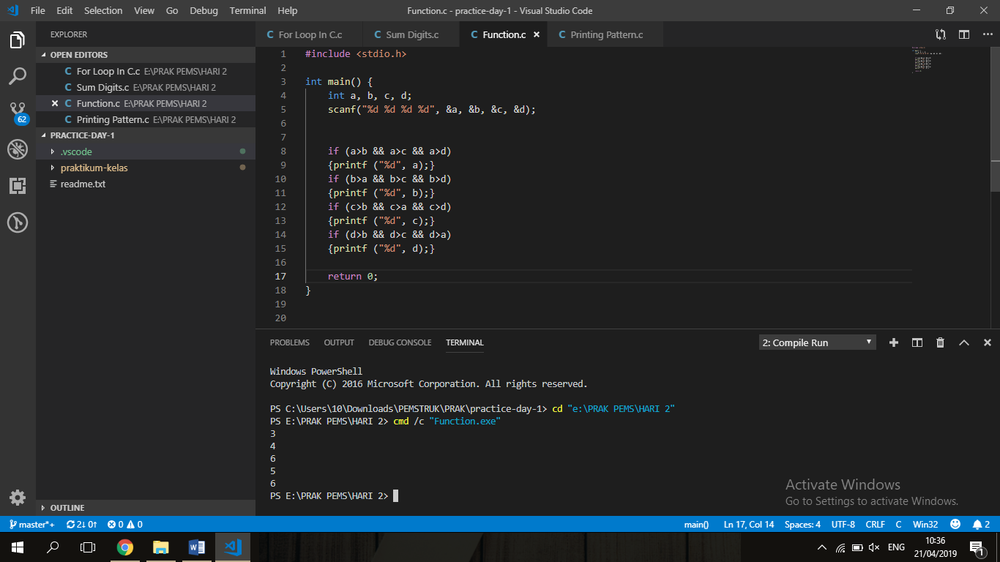 File Edit Selection View Go Debug Terminal Help Function.c - practice-day-1 - Visual Studio Code
EXPLORER
OPEN EDITORS
For Loop In C.c E:\PRAK PEMS\HARI 2
Sum Digits.c E:\PRAK PEMS\HARI 2
Function.c E:\PRAK PEMS\HARI 2
Printing Pattern.c E:\PRAK PEMS\HARI 2
PRACTICE-DAY-1
.vscode
praktikum-kelas
readme.txt
OUTLINE
62
C For Loop In C.c C Sum Digits.c C Function.c C Printing Pattern.c
1 #include <stdio.h>
2
3 int main() {
4 int a, b, c, d;
5 scanf("%d %d %d %d", &a, &b, &c, &d);
6
7
8 if (a>b && a>c && a>d)
9 {printf ("%d", a);}
10 if (b>a && b>c && b>d)
11 {printf ("%d", b);}
12 if (c>b && c>a && c>d)
13 {printf ("%d", c);}
14 if (d>b && d>c && d>a)
15 {printf ("%d", d);}
16
17 return 0;
18 }
19
20
PROBLEMS OUTPUT DEBUG CONSOLE TERMINAL 2: Compile Run
Windows PowerShell
Copyright (C) 2016 Microsoft Corporation. All rights reserved.
PS C:\Users\10\Downloads\PEMSTRUK\PRAK\practice-day-1> cd "e:\PRAK PEMS\HARI 2"
PS E:\PRAK PEMS\HARI 2> cmd /c "Function.exe"
3
4
6
5
6
PS E:\PRAK PEMS\HARI 2>
Activate Windows
Go to Settings to activate Windows.
master*+ 2↓ 0↑ 0 0 main() Ln 17, Col 14 Spaces: 4 UTF-8 CRLF C Win32 2
ENG 10:36
21/04/2019 1